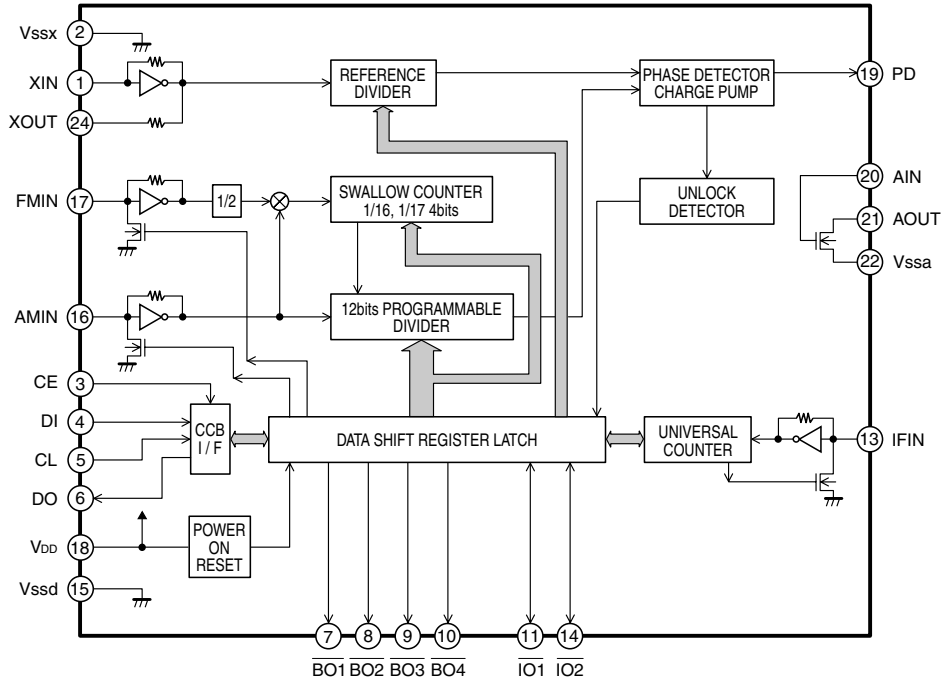 Vssx 2
XIN 1
XOUT 24
REFERENCE
DIVIDER
PHASE DETECTOR
CHARGE PUMP
19 PD
FMIN 17
1/2
SWALLOW COUNTER
1/16, 1/17 4bits
UNLOCK
DETECTOR
20 AIN
21 AOUT
22 Vssa
AMIN 16
12bits PROGRAMMABLE
DIVIDER
CE 3
DI 4
CL 5
DO 6
CCB
I / F
DATA SHIFT REGISTER LATCH
UNIVERSAL
COUNTER
13 IFIN
VDD 18
POWER
ON
RESET
Vssd 15
7 8 9 10 11 14
BO1 BO2 BO3 BO4 IO1 IO2